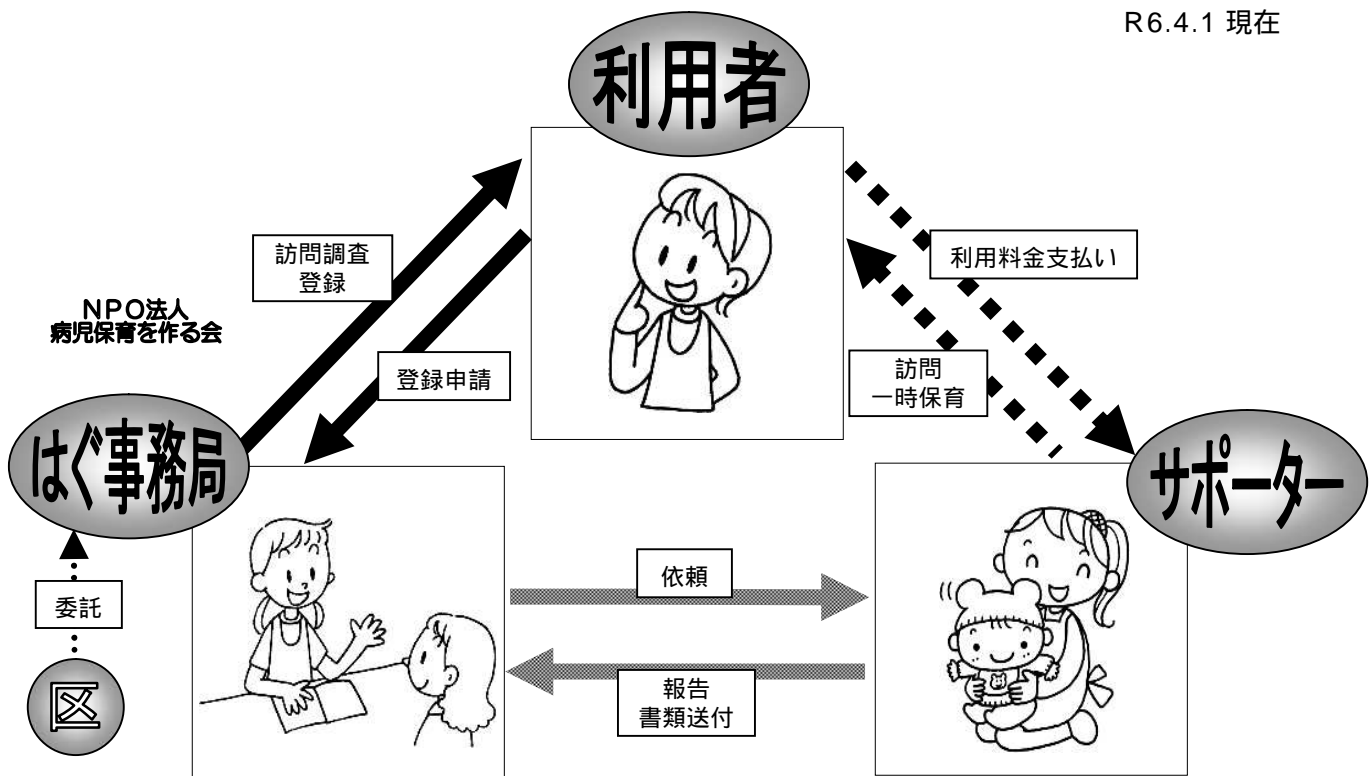 R6.4.1 現在
利用者
訪問調査
登録
利用料金支払い
NPO法人
病児保育を作る会
登録申請
訪問
一時保育
はぐ事務局
サポーター
依頼
委託
報告
書類送付
区